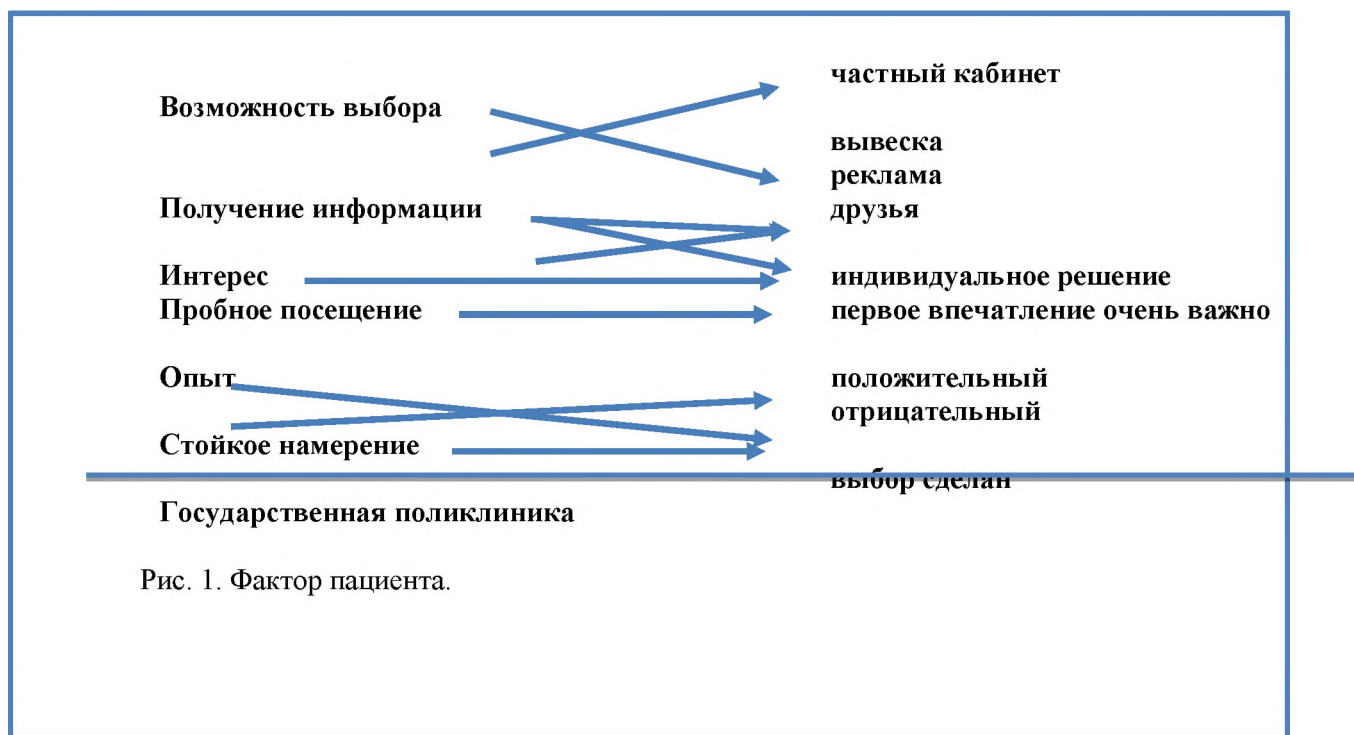 частный кабинет
Возможность выбора
вывеска
реклама
Получение информации
друзья
Интерес
индивидуальное решение
Пробное посещение
первое впечатление очень важно
Опыт
положительный
отрицательный
Стойкое намерение
выбор сделан
Государственная поликлиника
Рис. 1. Фактор пациента.